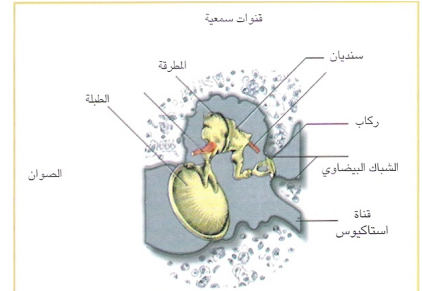 قنوات سمعية
سنديان
المطرقة
الطبلة
ركاب
الشباك البيضاوي
الصوان
قناة
استاكيوس